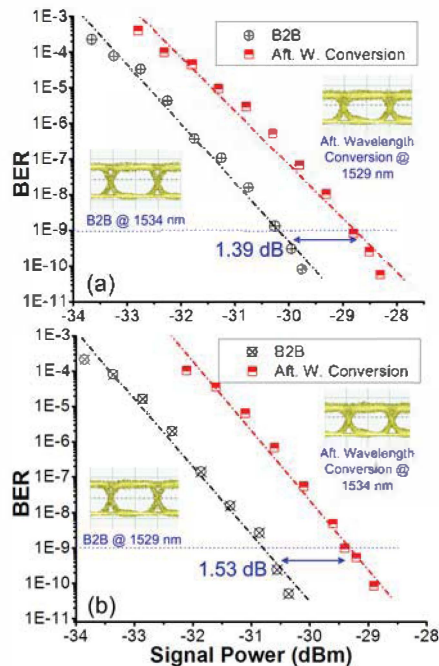 1E-3
1E-4
1E-5
1E-6
1E-7
1E-8
1E-9
1E-10
1E-11
BER
B2B
Aft. W. Conversion
Aft. Wavelength
Conversion @
1529 nm
B2B @ 1534 nm
1.39 dB
(a)
-34 -33 -32 -31 -30 -29 -28
1E-3
1E-4
1E-5
1E-6
1E-7
1E-8
1E-9
1E-10
1E-11
BER
B2B
Aft. W. Conversion
Aft. Wavelength
Conversion @
1534 nm
B2B @ 1529 nm
1.53 dB
(b)
-34 -33 -32 -31 -30 -29 -28
Signal Power (dBm)